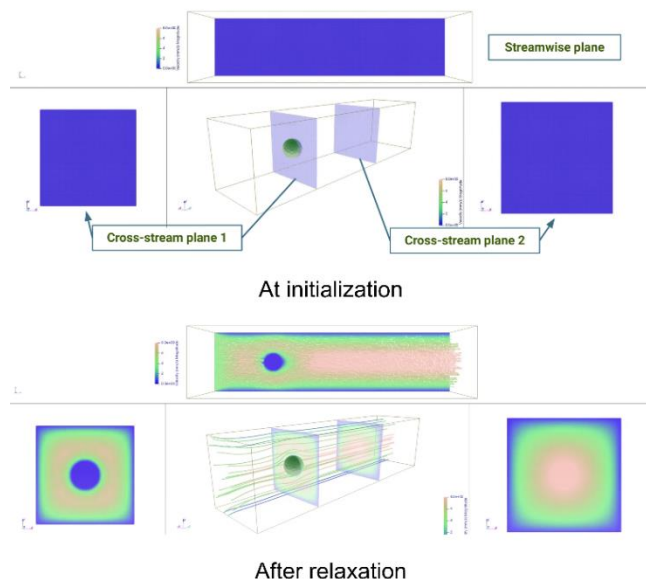 Streamwise plane
Cross-stream plane 1
Cross-stream plane 2
At initialization
After relaxation